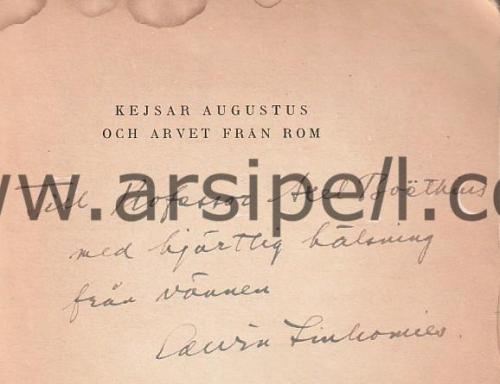 KEJSAR AUGUSTUS
OCH ARVET FRÅN ROM
www.arsipell.co
Till Professor Axel Boëthius
med hjärtlig hälsning
från vännen
Edwin Linkomies.